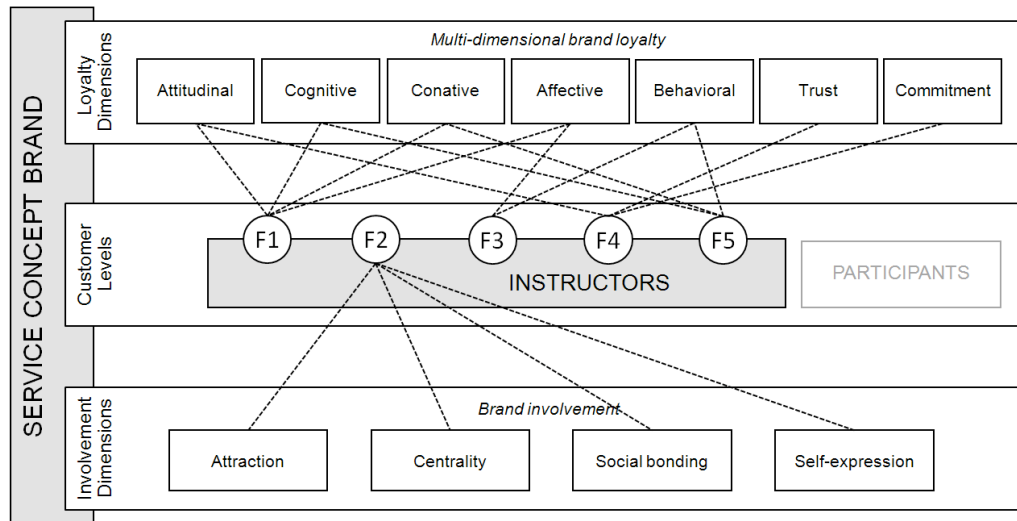 SERVICE CONCEPT BRAND
Loyalty
Dimensions
Multi-dimensional brand loyalty
Attitudinal
Cognitive
Conative
Affective
Behavioral
Trust
Commitment
Customer
Levels
F1
F2
F3
F4
F5
INSTRUCTORS
PARTICIPANTS
Involvement
Dimensions
Brand involvement
Attraction
Centrality
Social bonding
Self-expression